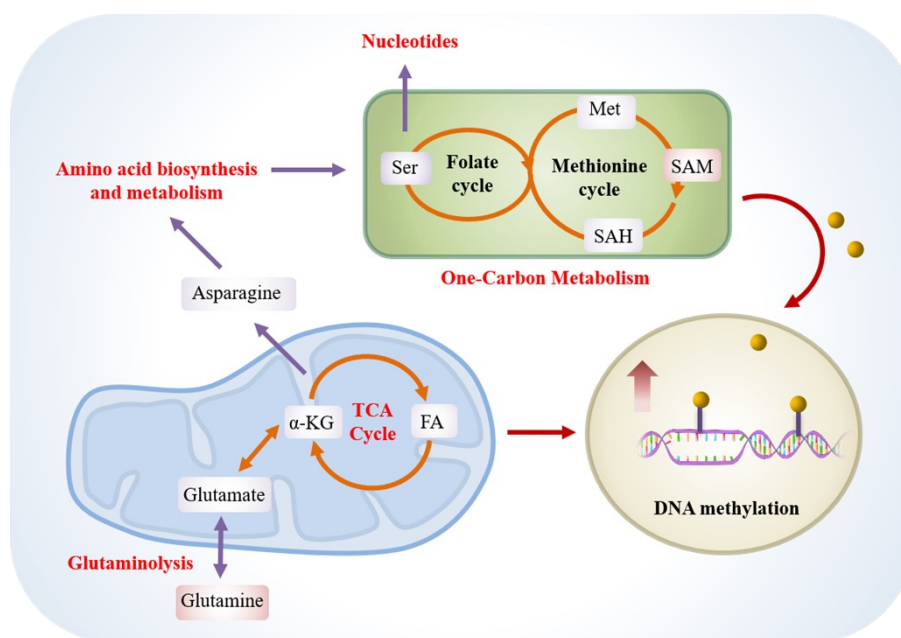 Nucleotides
Met
Ser
Folate
cycle
Methionine
cycle
SAM
SAH
Amino acid biosynthesis
and metabolism
One-Carbon Metabolism
Asparagine
α-KG
TCA
Cycle
FA
Glutamate
DNA methylation
Glutaminolysis
Glutamine